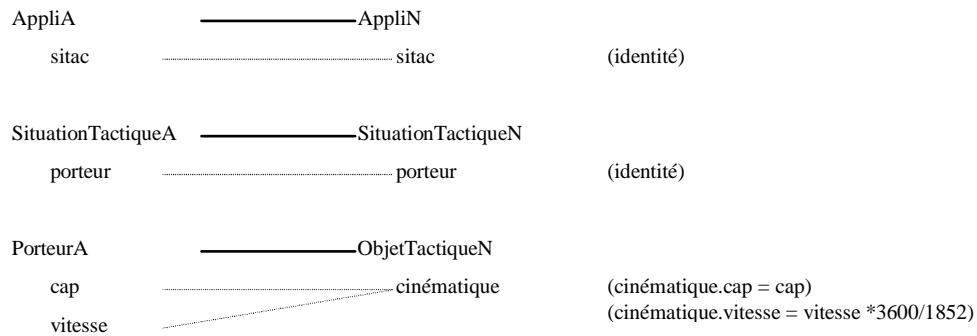 AppliA AppliN
sitac sitac (identité)
SituationTactiqueA SituationTactiqueN
porteur porteur (identité)
PorteurA ObjetTactiqueN
cap cinématique (cinématique.cap = cap)
vitesse (cinématique.vitesse = vitesse *3600/1852)